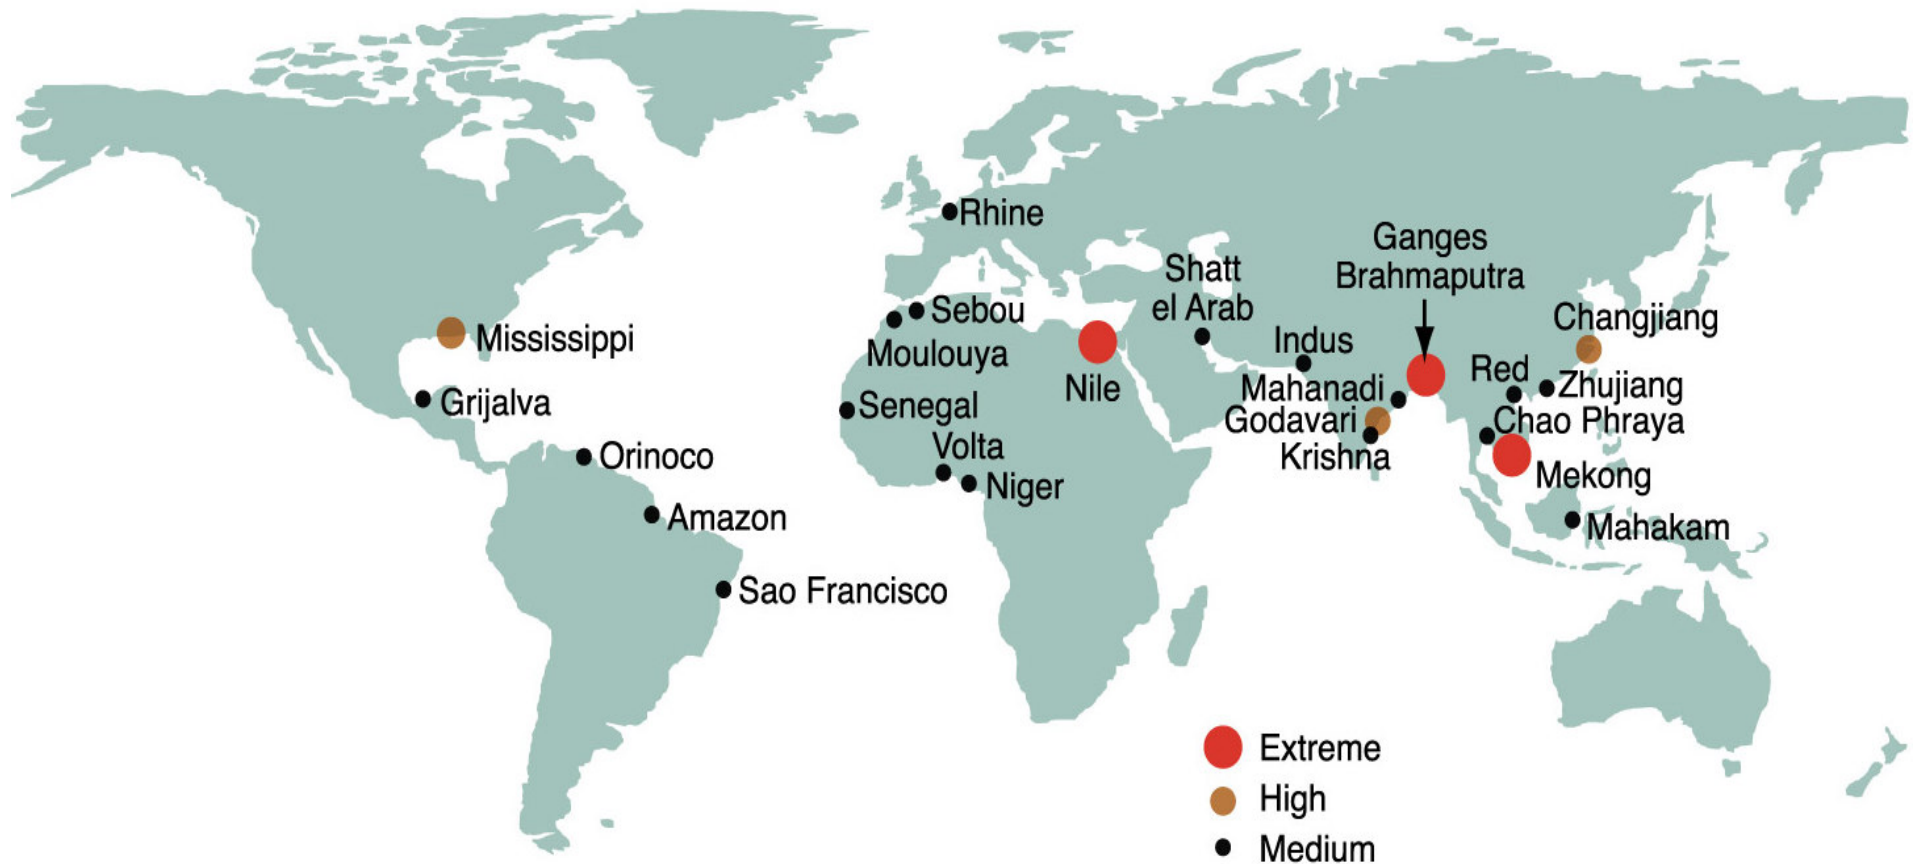 Rhine
Ganges
Brahmaputra
Shatt
el Arab
Sebou
Changjiang
Mississippi
Moulouya
Indus
Red
Nile
Mahanadi
Zhujiang
Grijalva
Senegal
Godavari
Chao Phraya
Volta
Krishna
Orinoco
Niger
Mekong
Amazon
Mahakam
Sao Francisco
Extreme
High
Medium